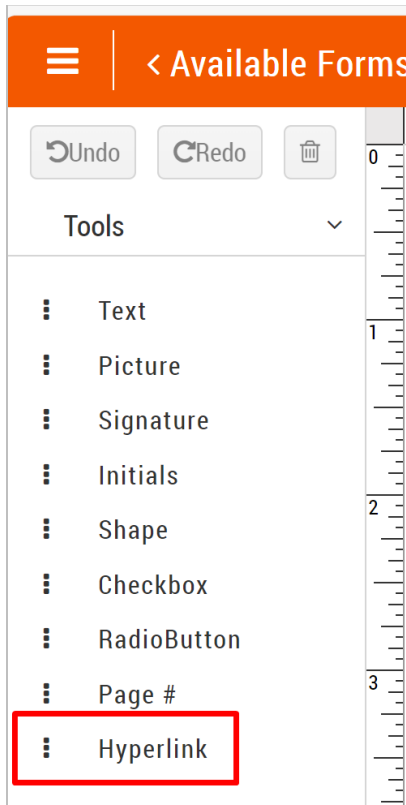 < Available Forms
Undo Redo
0
Tools
Text
1
Picture
Signature
Initials
2
Shape
Checkbox
RadioButton
3
Page #
Hyperlink